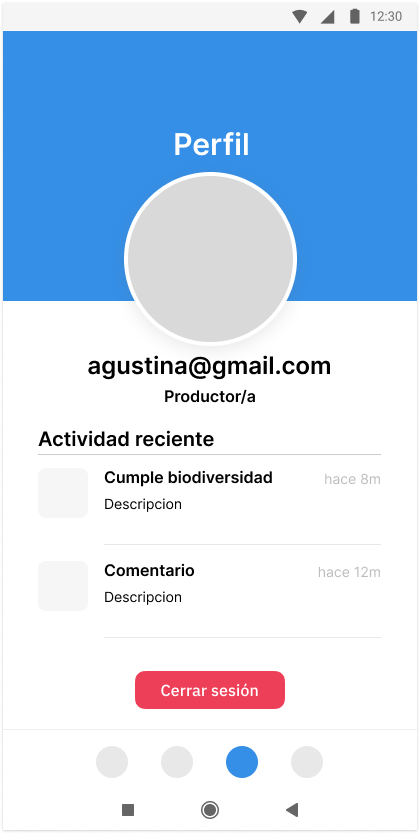 12:30
Perfil
agustina@gmail.com
Productor/a
Actividad reciente
Cumple biodiversidad hace 8m
Descripcion
Comentario hace 12m
Descripcion
Cerrar sesión